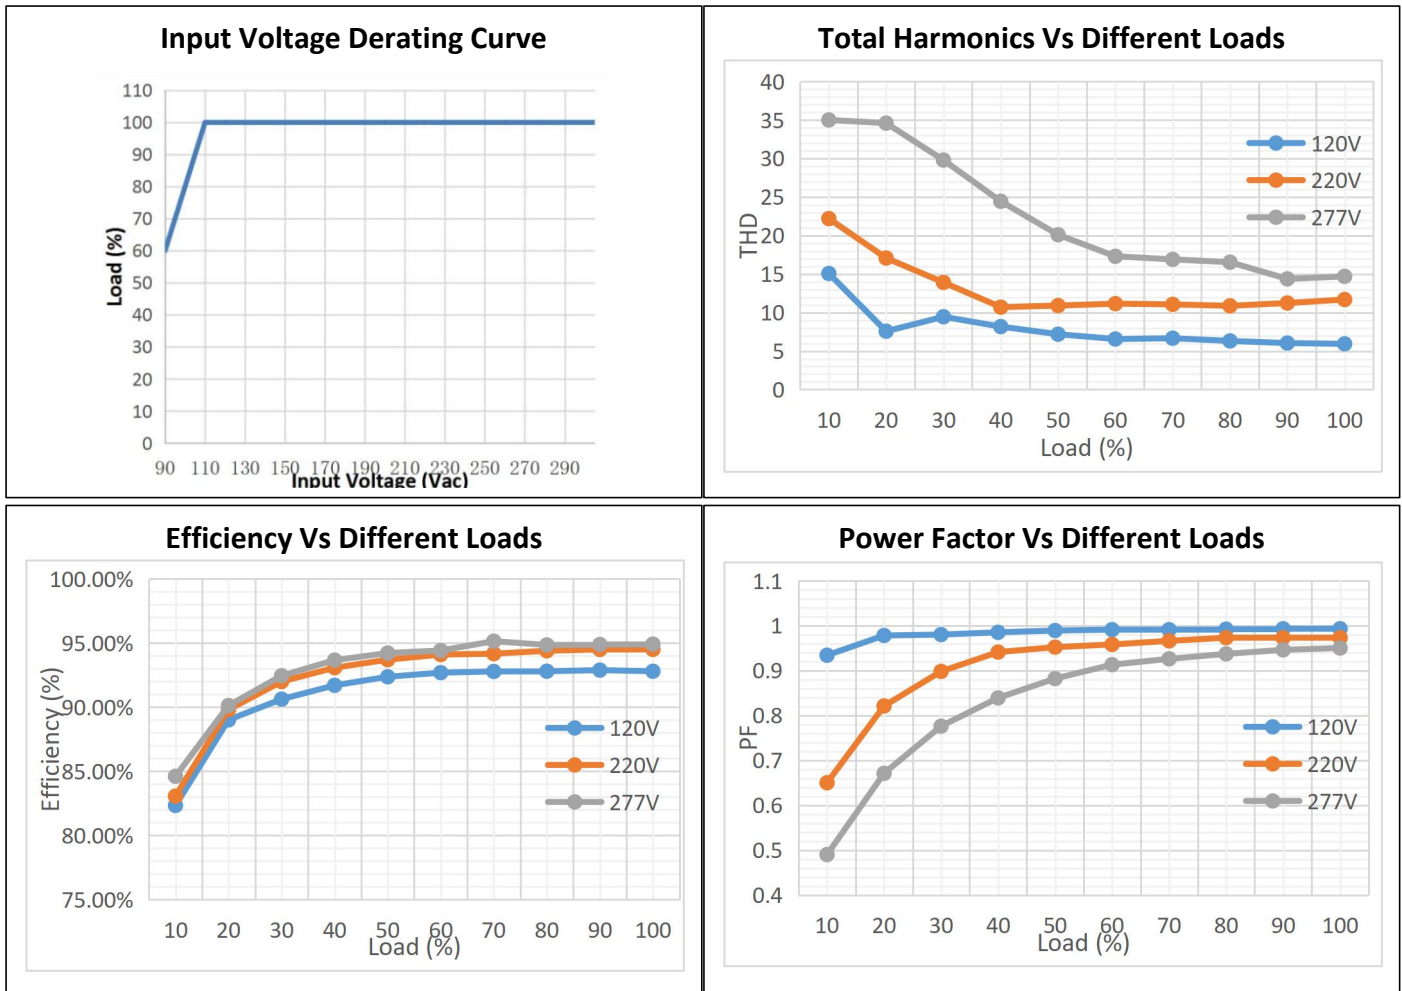 Input Voltage Derating Curve
110
100
90
80
70
60
50
40
30
20
10
0
Load (%)
90 110 130 150 170 190 210 230 250 270 290
Input Voltage (Vac)
Total Harmonics Vs Different Loads
40
35
30
25
20
15
10
5
0
THD
120V
220V
277V
10 20 30 40 50 60 70 80 90 100
Load (%)
Efficiency Vs Different Loads
100.00%
95.00%
90.00%
85.00%
80.00%
75.00%
Efficiency (%)
120V
220V
277V
10 20 30 40 50 60 70 80 90 100
Load (%)
Power Factor Vs Different Loads
1.1
1
0.9
0.8
0.7
0.6
0.5
0.4
PF
120V
220V
277V
10 20 30 40 50 60 70 80 90 100
Load (%)